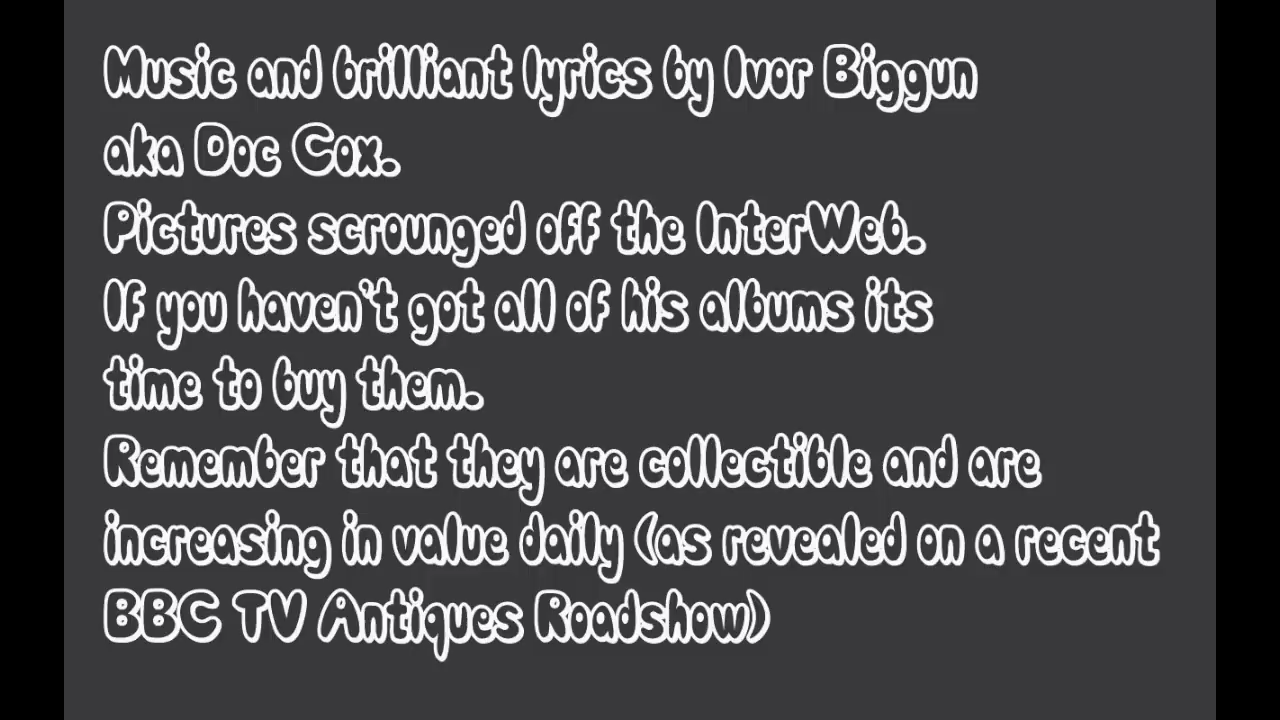 Music and brilliant lyrics by Ivor Biggun
aka Doc Cox.
Pictures scrounged off the InterWeb.
If you haven't got all of his albums its
time to buy them.
Remember that they are collectible and are
increasing in value daily (as revealed on a recent
BBC TV Antiques Roadshow)